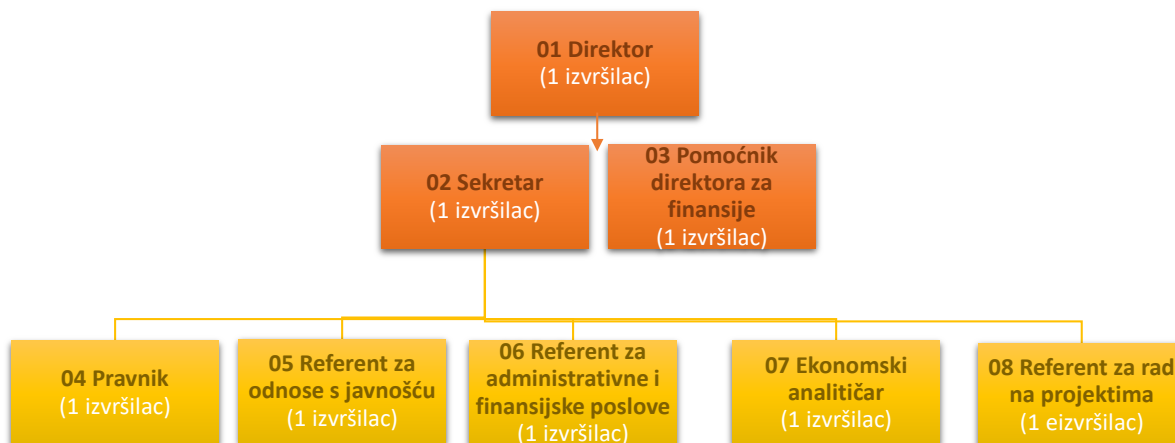 01 Direktor
(1 izvršilac)
02 Sekretar
(1 izvršilac)
03 Pomoćnik
direktora za
finansije
(1 izvršilac)
04 Pravnik
(1 izvršilac)
05 Referent za
odnose s javnošću
(1 izvršilac)
06 Referent za
administrativne i
finansijske poslove
(1 izvršilac)
07 Ekonomski
analitičar
(1 izvršilac)
08 Referent za rad
na projektima
(1 eizvršilac)